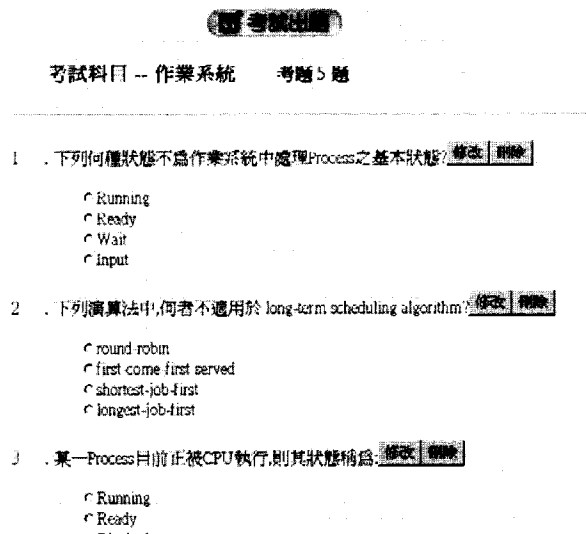 考試出題
考試科目 -- 作業系統 考題 5 題
1 . 下列何種狀態不為作業系統中處理Process之基本狀態? 修改 刪除
Running
Ready
Wait
Input
2 . 下列演算法中,何者不適用於 long-term scheduling algorithm? 修改 刪除
round-robin
first-come first served
shortest-job-first
longest-job-first
3 . 某一Process目前正被CPU執行,則其狀態稱為: 修改 刪除
Running
Ready